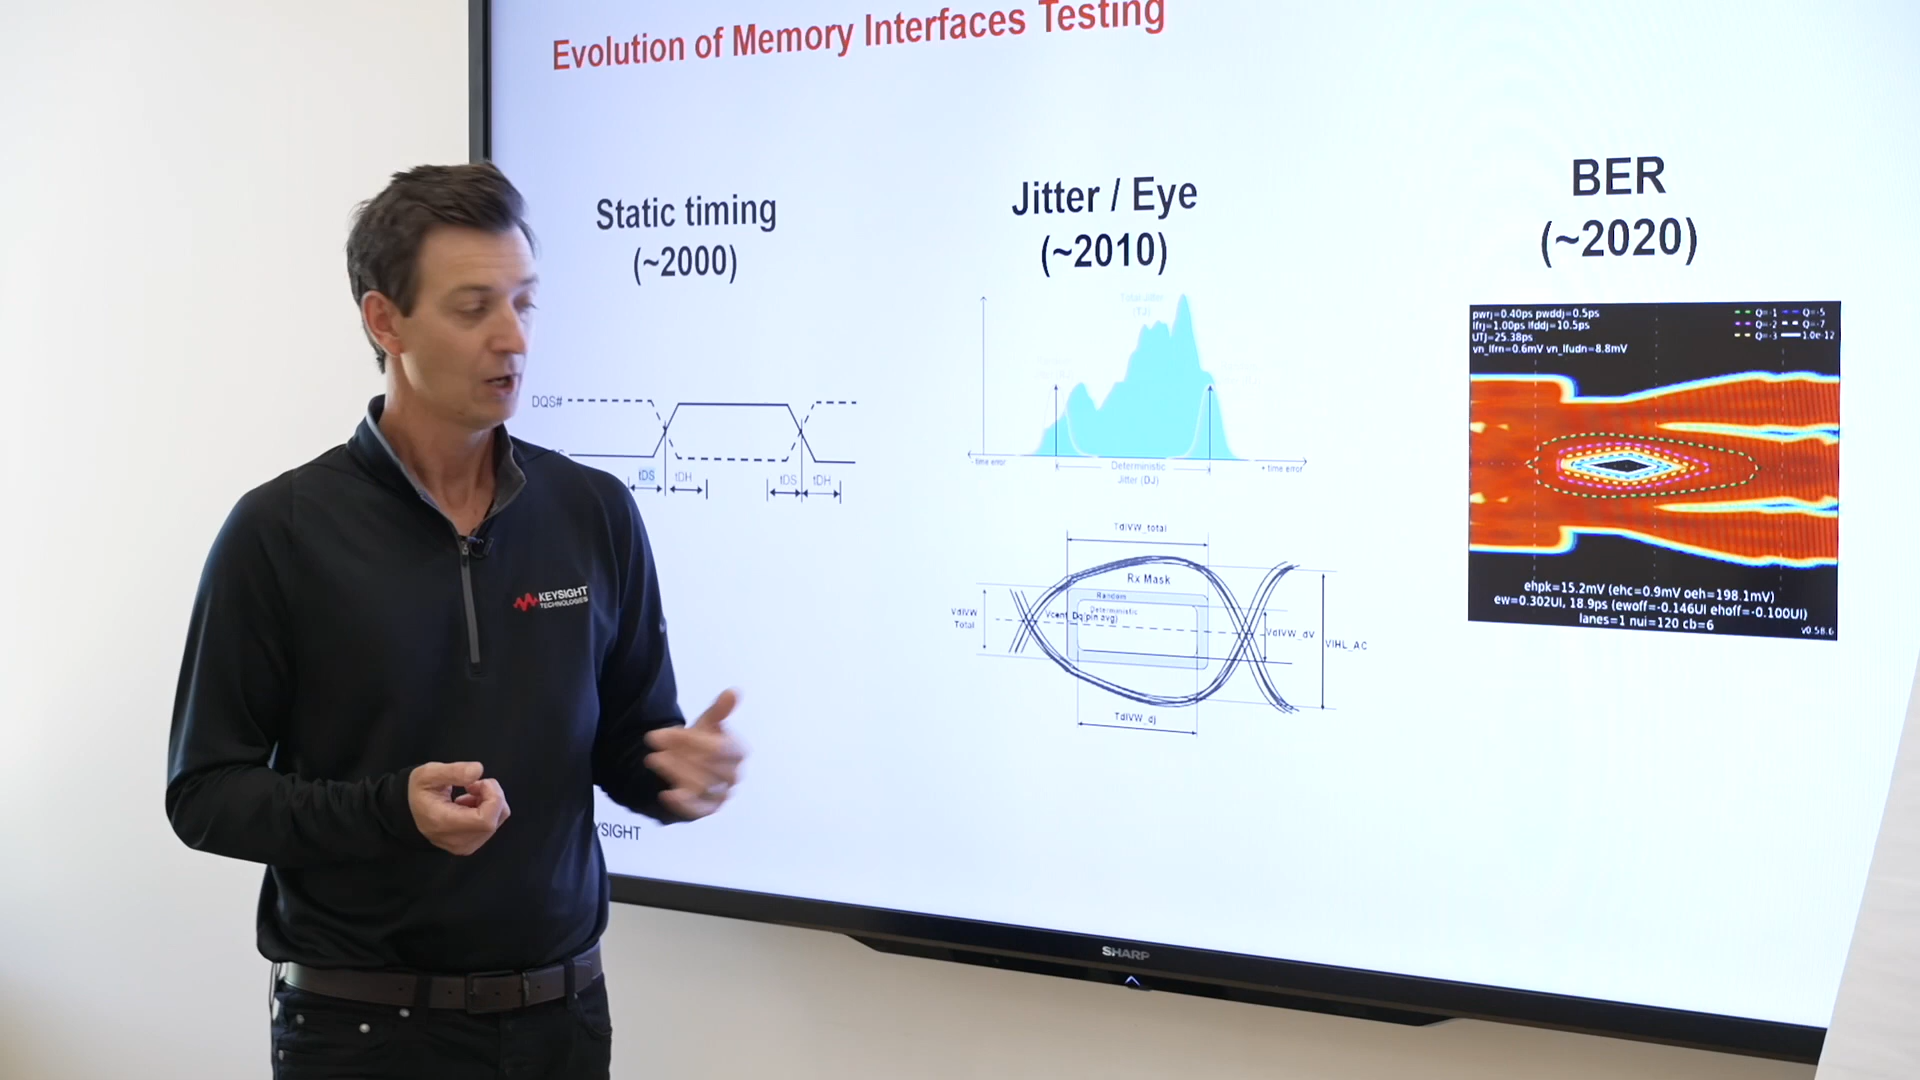 Evolution of Memory Interfaces Testing
Static timing
(~2000)
DQS#
tDS
tDH
tDS
tDH
Jitter / Eye
(~2010)
Total Jitter
(TJ)
- time error
+ time error
Deterministic
Jitter (DJ)
TdIVW_total
Rx Mask
Random
Deterministic
Vcent_Dq(pin avg)
VdIVW
Total
VdIVW_dV
VIHL_AC
TdIVW_dj
BER
(~2020)
pwrj=0.40ps pwddj=0.5ps
lfrj=1.00ps lfddj=10.5ps
UTJ=25.38ps
vn_lfrn=0.6mV vn_lfudn=8.8mV
Q=-1
Q=-5
Q=-2
Q=-7
Q=-3
1.0e-12
ehpk=15.2mV (ehc=0.9mV oeh=198.1mV)
ew=0.302UI, 18.9ps (ewoff=-0.146UI ehoff=-0.100UI)
lanes=1 nui=120 cb=6
v0.58.6
KEYSIGHT
TECHNOLOGIES
YSIGHT
SHARP